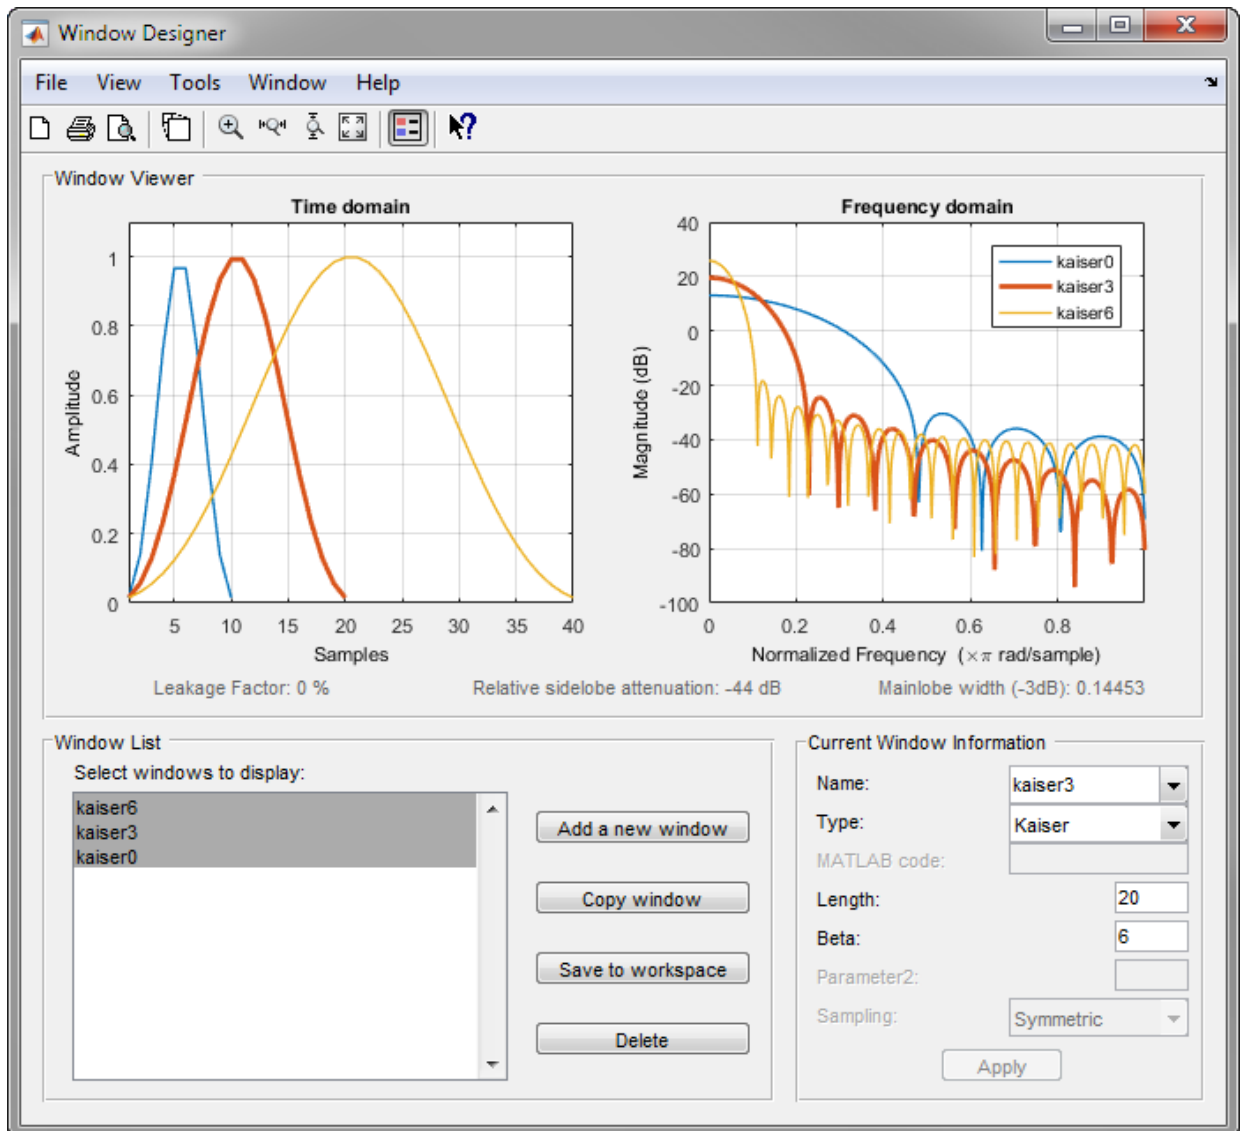 Window Designer
File View Tools Window Help
Window Viewer
Time domain
1
0.8
0.6
0.4
0.2
0
Amplitude
5 10 15 20 25 30 35 40
Samples
Frequency domain
40
20
0
-20
-40
-60
-80
-100
Magnitude (dB)
kaiser0
kaiser3
kaiser6
0 0.2 0.4 0.6 0.8
Normalized Frequency (×π rad/sample)
Leakage Factor: 0 % Relative sidelobe attenuation: -44 dB Mainlobe width (-3dB): 0.14453
Window List
Select windows to display:
kaiser6
kaiser3
kaiser0
Add a new window
Copy window
Save to workspace
Delete
Current Window Information
Name: kaiser3
Type: Kaiser
MATLAB code:
Length: 20
Beta: 6
Parameter2:
Sampling: Symmetric
Apply